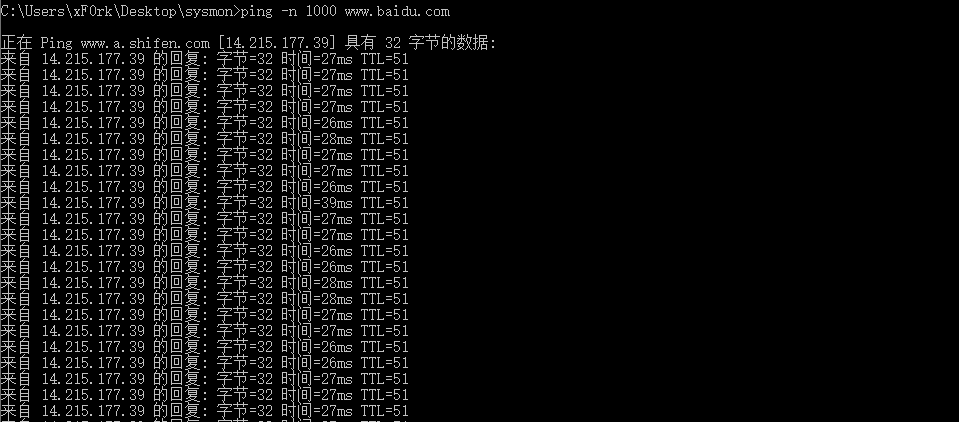 C:\Users\xF0rk\Desktop\sysmon>ping -n 1000 www.baidu.com
正在 Ping www.a.shifen.com [14.215.177.39] 具有 32 字节的数据:
来自 14.215.177.39 的回复: 字节=32 时间=27ms TTL=51
来自 14.215.177.39 的回复: 字节=32 时间=27ms TTL=51
来自 14.215.177.39 的回复: 字节=32 时间=27ms TTL=51
来自 14.215.177.39 的回复: 字节=32 时间=27ms TTL=51
来自 14.215.177.39 的回复: 字节=32 时间=26ms TTL=51
来自 14.215.177.39 的回复: 字节=32 时间=28ms TTL=51
来自 14.215.177.39 的回复: 字节=32 时间=27ms TTL=51
来自 14.215.177.39 的回复: 字节=32 时间=27ms TTL=51
来自 14.215.177.39 的回复: 字节=32 时间=26ms TTL=51
来自 14.215.177.39 的回复: 字节=32 时间=39ms TTL=51
来自 14.215.177.39 的回复: 字节=32 时间=27ms TTL=51
来自 14.215.177.39 的回复: 字节=32 时间=27ms TTL=51
来自 14.215.177.39 的回复: 字节=32 时间=26ms TTL=51
来自 14.215.177.39 的回复: 字节=32 时间=26ms TTL=51
来自 14.215.177.39 的回复: 字节=32 时间=28ms TTL=51
来自 14.215.177.39 的回复: 字节=32 时间=28ms TTL=51
来自 14.215.177.39 的回复: 字节=32 时间=27ms TTL=51
来自 14.215.177.39 的回复: 字节=32 时间=27ms TTL=51
来自 14.215.177.39 的回复: 字节=32 时间=26ms TTL=51
来自 14.215.177.39 的回复: 字节=32 时间=26ms TTL=51
来自 14.215.177.39 的回复: 字节=32 时间=27ms TTL=51
来自 14.215.177.39 的回复: 字节=32 时间=27ms TTL=51
来自 14.215.177.39 的回复: 字节=32